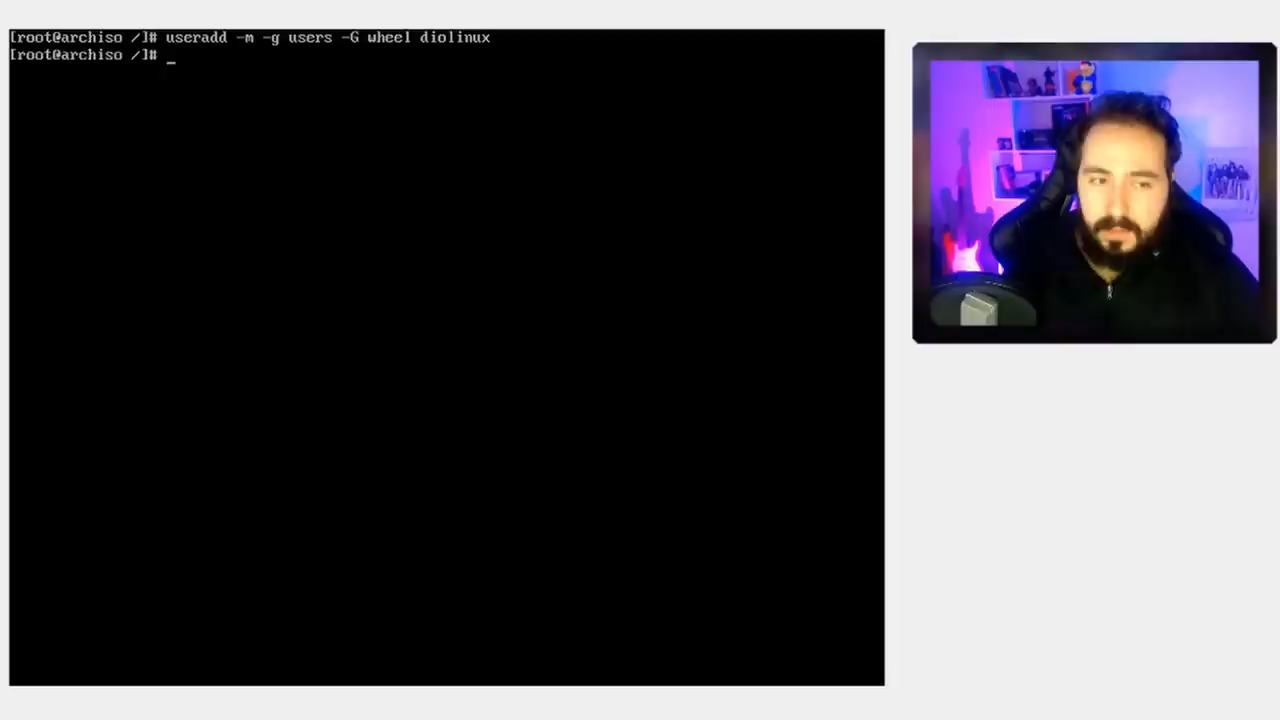 [root@archiso /]# useradd -m -g users -G wheel diolinux
[root@archiso /]# _